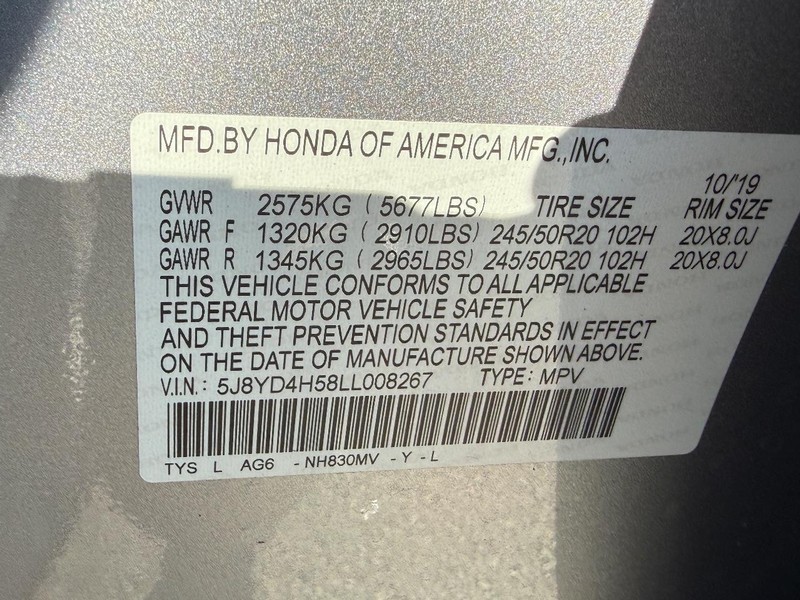 MFD.BY HONDA OF AMERICA MFG.,INC.
10/'19
GVWR 2575KG ( 5677LBS) TIRE SIZE RIM SIZE
GAWR F 1320KG ( 2910LBS) 245/50R20 102H 20X8.0J
GAWR R 1345KG ( 2965LBS) 245/50R20 102H 20X8.0J
THIS VEHICLE CONFORMS TO ALL APPLICABLE
FEDERAL MOTOR VEHICLE SAFETY
AND THEFT PREVENTION STANDARDS IN EFFECT
ON THE DATE OF MANUFACTURE SHOWN ABOVE.
V.I.N.: 5J8YD4H58LL008267 TYPE: MPV
TYS L AG6 - NH830MV - Y - L